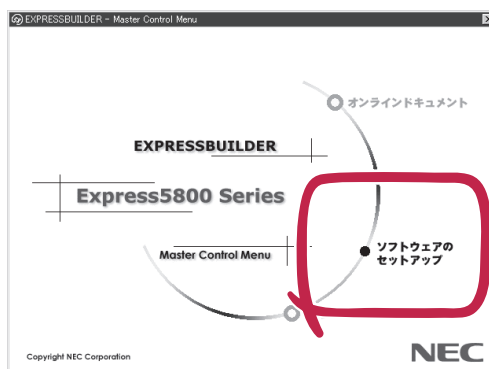 EXPRESSBUILDER - Master Control Menu
オンラインドキュメント
EXPRESSBUILDER
Express5800 Series
Master Control Menu
ソフトウェアの
セットアップ
Copyright NEC Corporation
NEC